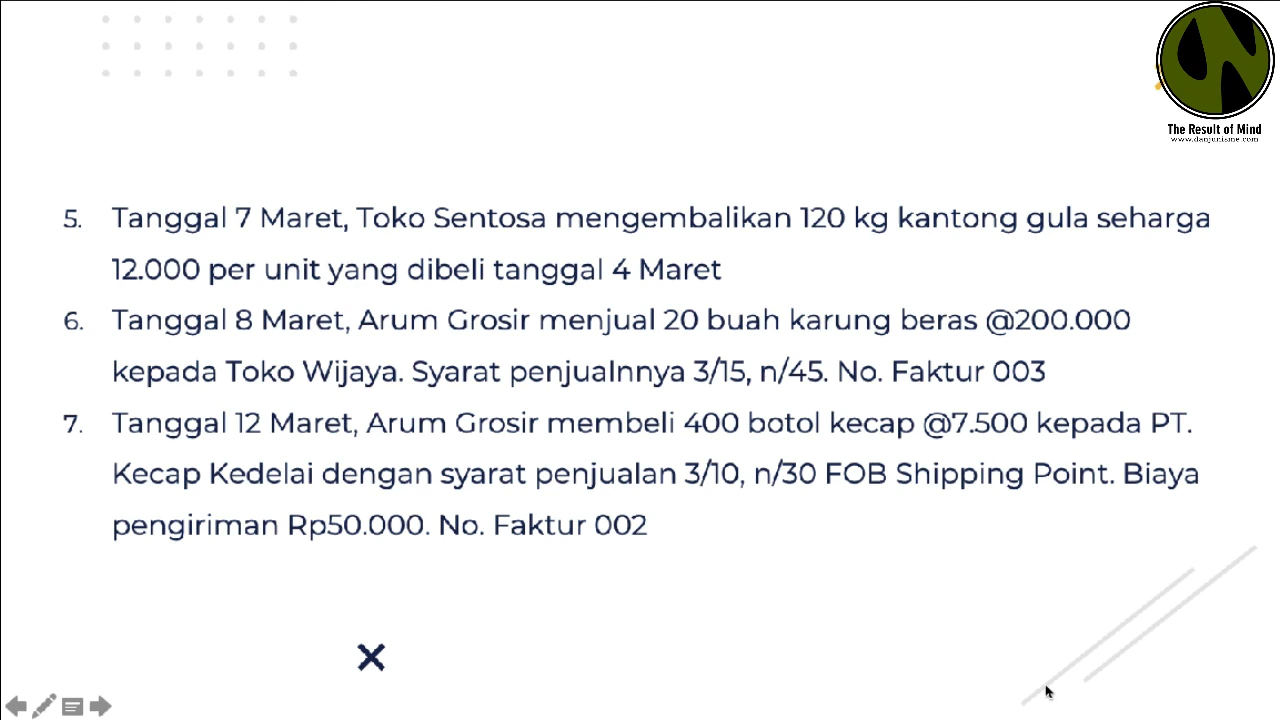 The Result of Mind
www.danjunisme.com
5. Tanggal 7 Maret, Toko Sentosa mengembalikan 120 kg kantong gula seharga
12.000 per unit yang dibeli tanggal 4 Maret
6. Tanggal 8 Maret, Arum Grosir menjual 20 buah karung beras @200.000
kepada Toko Wijaya. Syarat penjualnnya 3/15, n/45. No. Faktur 003
7. Tanggal 12 Maret, Arum Grosir membeli 400 botol kecap @7.500 kepada PT.
Kecap Kedelai dengan syarat penjualan 3/10, n/30 FOB Shipping Point. Biaya
pengiriman Rp50.000. No. Faktur 002